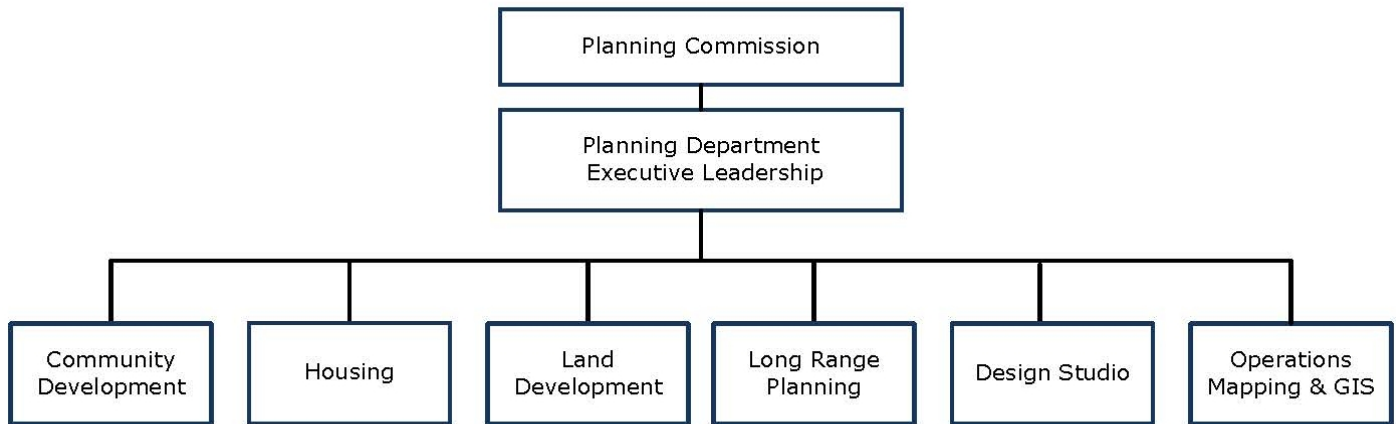 Planning Commission
Planning Department
Executive Leadership
Community
Development
Housing
Land
Development
Long Range
Planning
Design Studio
Operations
Mapping & GIS